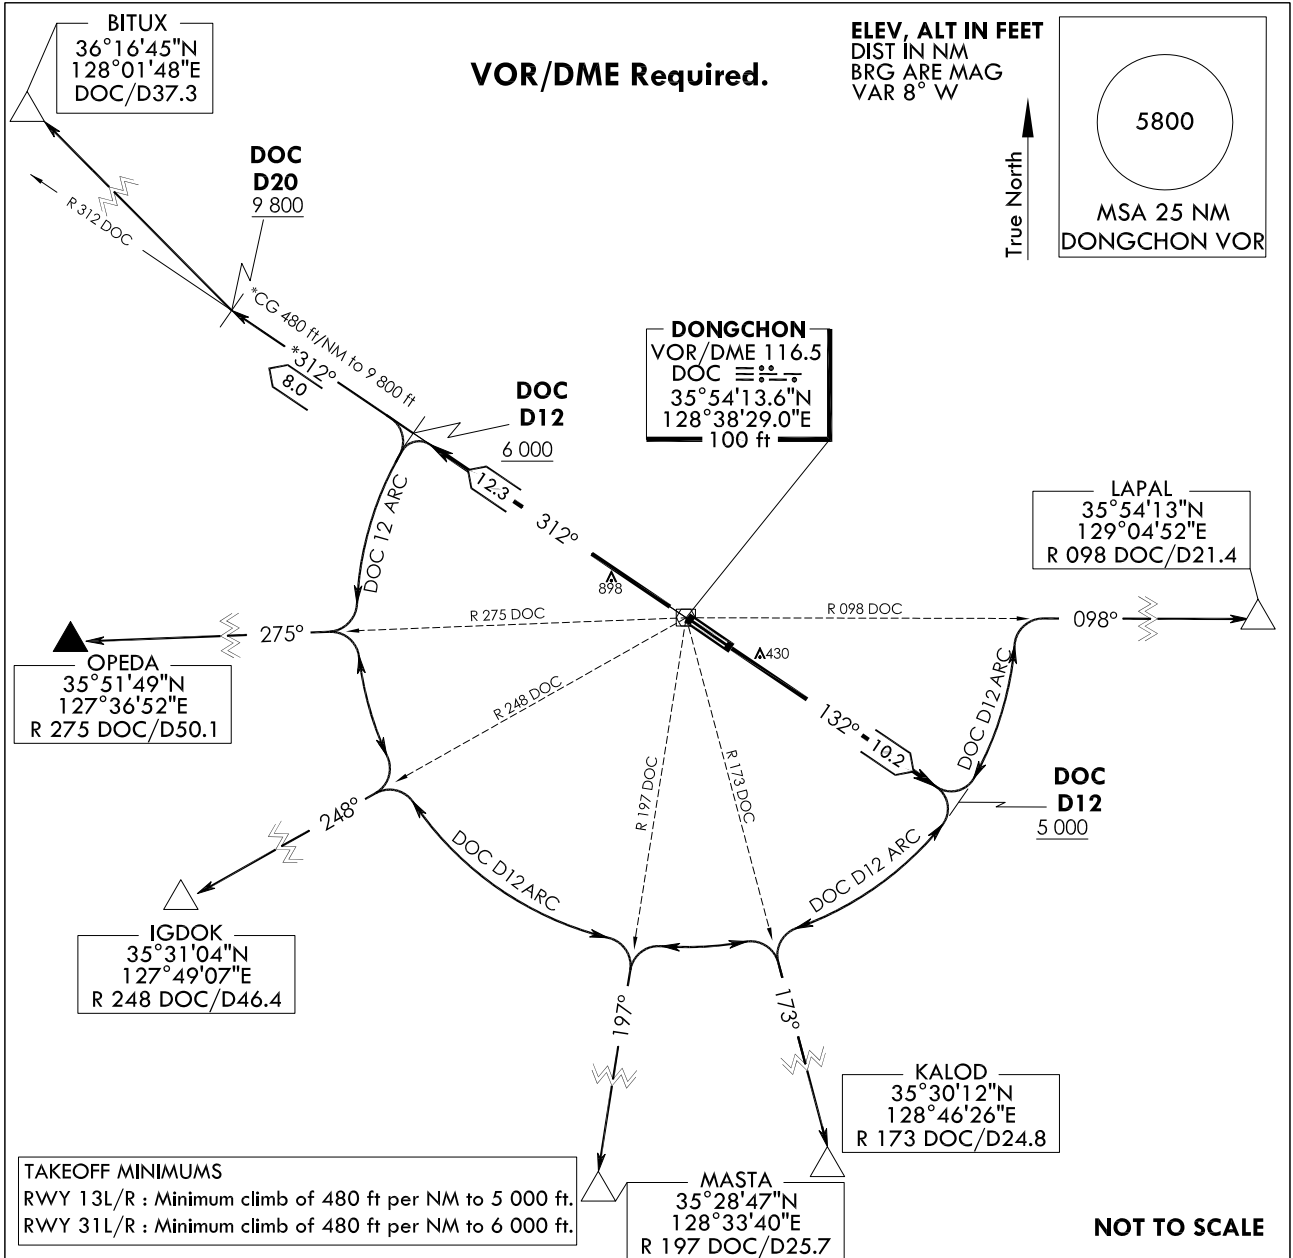 BITUX
36°16'45"N
128°01'48"E
DOC/D37.3
VOR/DME Required.
ELEV, ALT IN FEET
DIST IN NM
BRG ARE MAG
VAR 8° W
True North
5800
MSA 25 NM
DONGCHON VOR
DOC
D20
9 800
R 312 DOC
*CG 480 ft/NM to 9 800 ft
*312°
8.0
DOC
D12
6 000
DONGCHON
VOR/DME 116.5
DOC
35°54'13.6"N
128°38'29.0"E
100 ft
12.3
312°
DOC 12 ARC
898
LAPAL
35°54'13"N
129°04'52"E
R 098 DOC/D21.4
R 275 DOC
R 098 DOC
275°
098°
430
OPEDA
35°51'49"N
127°36'52"E
R 275 DOC/D50.1
R 248 DOC
132°
10.2
DOC D12 ARC
R 197 DOC
R 173 DOC
DOC
D12
5 000
248°
DOC D12 ARC
DOC D12 ARC
IGDOK
35°31'04"N
127°49'07"E
R 248 DOC/D46.4
197°
173°
KALOD
35°30'12"N
128°46'26"E
R 173 DOC/D24.8
TAKEOFF MINIMUMS
RWY 13L/R : Minimum climb of 480 ft per NM to 5 000 ft.
RWY 31L/R : Minimum climb of 480 ft per NM to 6 000 ft.
MASTA
35°28'47"N
128°33'40"E
R 197 DOC/D25.7
NOT TO SCALE